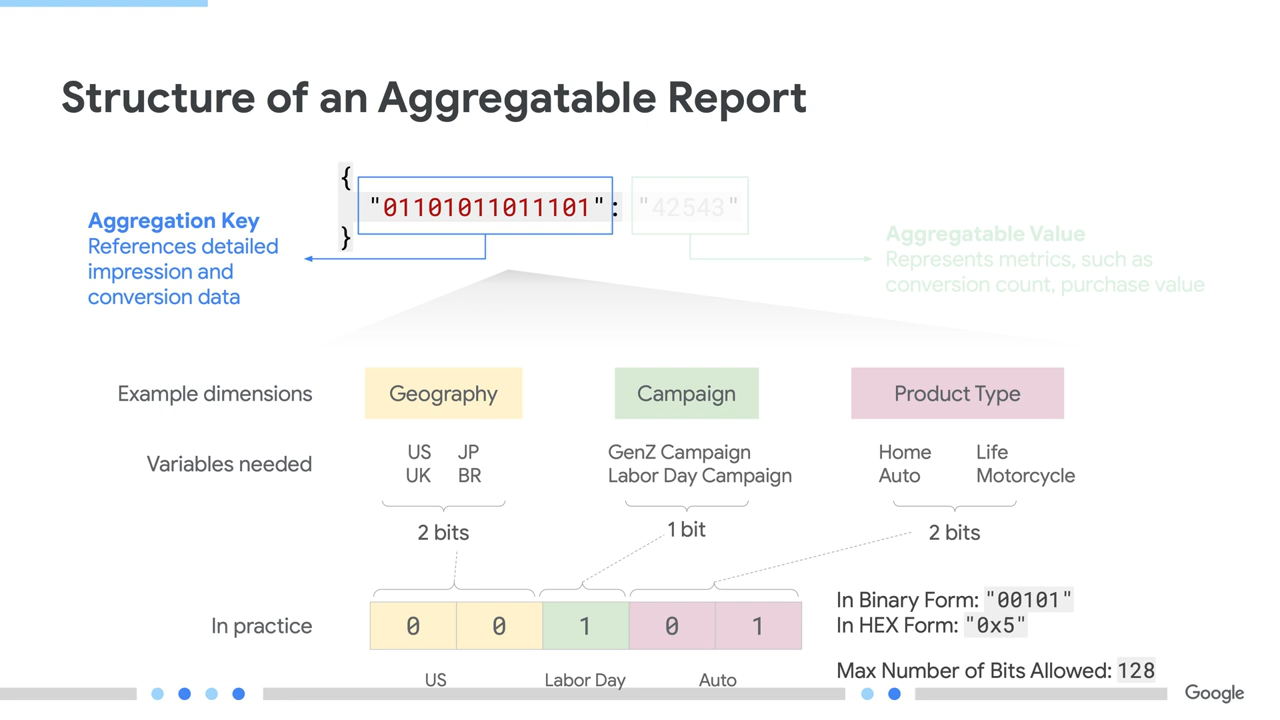 Structure of an Aggregatable Report
{
"01101011011101": "42543"
}
Aggregation Key
References detailed
impression and
conversion data
Aggregatable Value
Represents metrics, such as
conversion count, purchase value
Example dimensions
Geography
Campaign
Product Type
Variables needed
US JP
UK BR
GenZ Campaign
Labor Day Campaign
Home Life
Auto Motorcycle
2 bits
1 bit
2 bits
In practice
0 0 1 0 1
US
Labor Day
Auto
In Binary Form: "00101"
In HEX Form: "0x5"
Max Number of Bits Allowed: 128
Google